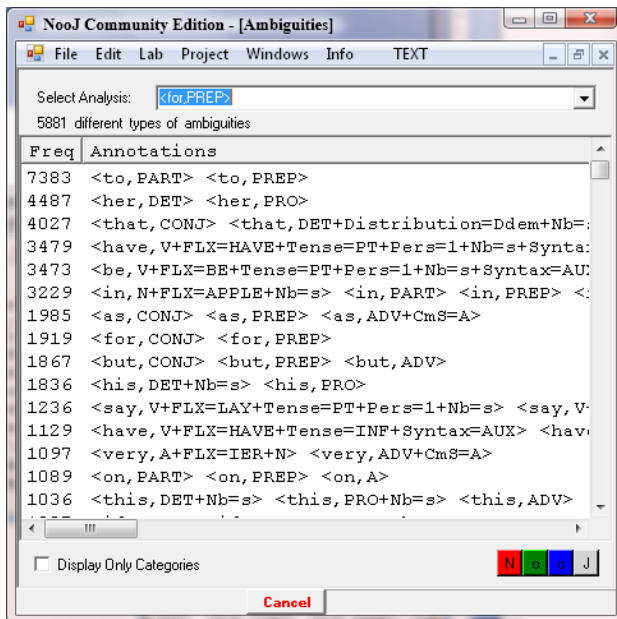 NooJ Community Edition - [Ambiguities]
File Edit Lab Project Windows Info TEXT
Select Analysis: <for,PREP>
5881 different types of ambiguities
Freq Annotations
7383 <to,PART> <to,PREP>
4487 <her,DET> <her,PRO>
4027 <that,CONJ> <that,DET+Distribution=Ddem+Nb=
3479 <have,V+FLX=HAVE+Tense=PT+Pers=1+Nb=s+Syntax
3473 <be,V+FLX=BE+Tense=PT+Pers=1+Nb=s+Syntax=AUX
3229 <in,N+FLX=APPLE+Nb=s> <in,PART> <in,PREP> <
1985 <as,CONJ> <as,PREP> <as,ADV+CmS=A>
1919 <for,CONJ> <for,PREP>
1867 <but,CONJ> <but,PREP> <but,ADV>
1836 <his,DET+Nb=s> <his,PRO>
1236 <say,V+FLX=LAY+Tense=PT+Pers=1+Nb=s> <say,V
1129 <have,V+FLX=HAVE+Tense=INF+Syntax=AUX> <hav
1097 <very,A+FLX=IER+N> <very,ADV+CmS=A>
1089 <on,PART> <on,PREP> <on,A>
1036 <this,DET+Nb=s> <this,PRO+Nb=s> <this,ADV>
Display Only Categories
N o o J
Cancel